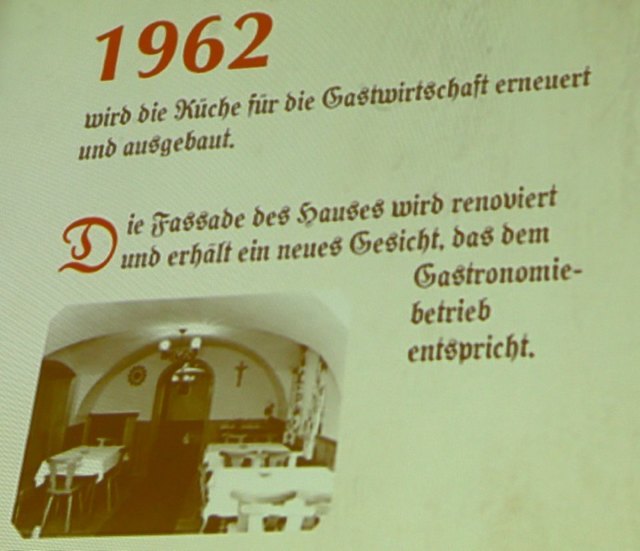 1962
wird die Küche für die Gastwirtschaft erneuert
und ausgebaut.
Die Fassade des Hauses wird renoviert
und erhält ein neues Gesicht, das dem
Gastronomie-
betrieb
entspricht.